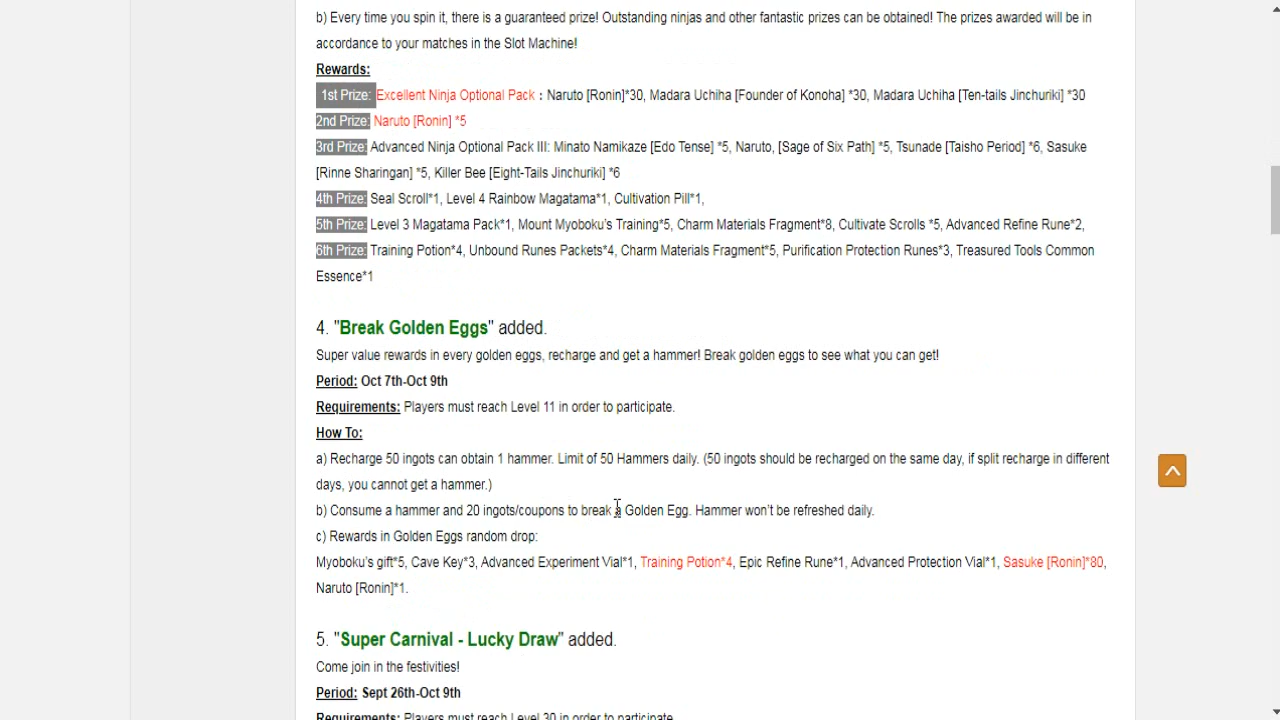 b) Every time you spin it, there is a guaranteed prize! Outstanding ninjas and other fantastic prizes can be obtained! The prizes awarded will be in
accordance to your matches in the Slot Machine!
Rewards:
1st Prize: Excellent Ninja Optional Pack : Naruto [Ronin]*30, Madara Uchiha [Founder of Konoha] *30, Madara Uchiha [Ten-tails Jinchuriki] *30
2nd Prize: Naruto [Ronin] *5
3rd Prize: Advanced Ninja Optional Pack III: Minato Namikaze [Edo Tense] *5, Naruto, [Sage of Six Path] *5, Tsunade [Taisho Period] *6, Sasuke
[Rinne Sharingan] *5, Killer Bee [Eight-Tails Jinchuriki] *6
4th Prize: Seal Scroll*1, Level 4 Rainbow Magatama*1, Cultivation Pill*1,
5th Prize: Level 3 Magatama Pack*1, Mount Myoboku's Training*5, Charm Materials Fragment*8, Cultivate Scrolls *5, Advanced Refine Rune*2,
6th Prize: Training Potion*4, Unbound Runes Packets*4, Charm Materials Fragment*5, Purification Protection Runes*3, Treasured Tools Common
Essence*1
4. "Break Golden Eggs" added.
Super value rewards in every golden eggs, recharge and get a hammer! Break golden eggs to see what you can get!
Period: Oct 7th-Oct 9th
Requirements: Players must reach Level 11 in order to participate.
How To:
a) Recharge 50 ingots can obtain 1 hammer. Limit of 50 Hammers daily. (50 ingots should be recharged on the same day, if split recharge in different
days, you cannot get a hammer.)
b) Consume a hammer and 20 ingots/coupons to break a Golden Egg. Hammer won't be refreshed daily.
c) Rewards in Golden Eggs random drop:
Myoboku's gift*5, Cave Key*3, Advanced Experiment Vial*1, Training Potion*4, Epic Refine Rune*1, Advanced Protection Vial*1, Sasuke [Ronin]*80,
Naruto [Ronin]*1.
5. "Super Carnival - Lucky Draw" added.
Come join in the festivities!
Period: Sept 26th-Oct 9th
Requirements: Players must reach Level 30 in order to participate